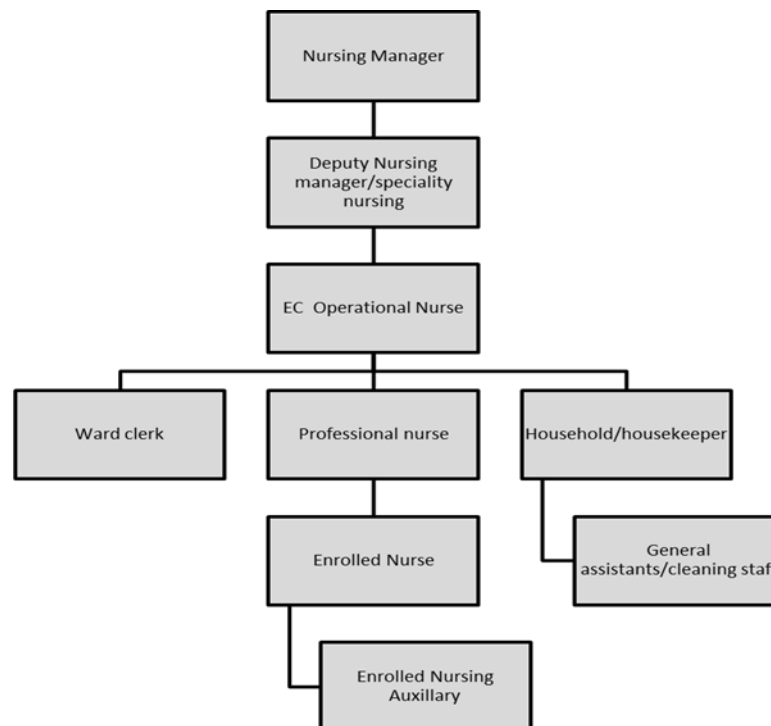 Nursing Manager
Deputy Nursing
manager/speciality
nursing
EC Operational Nurse
Ward clerk
Professional nurse
Household/housekeeper
Enrolled Nurse
General
assistants/cleaning staff
Enrolled Nursing
Auxillary